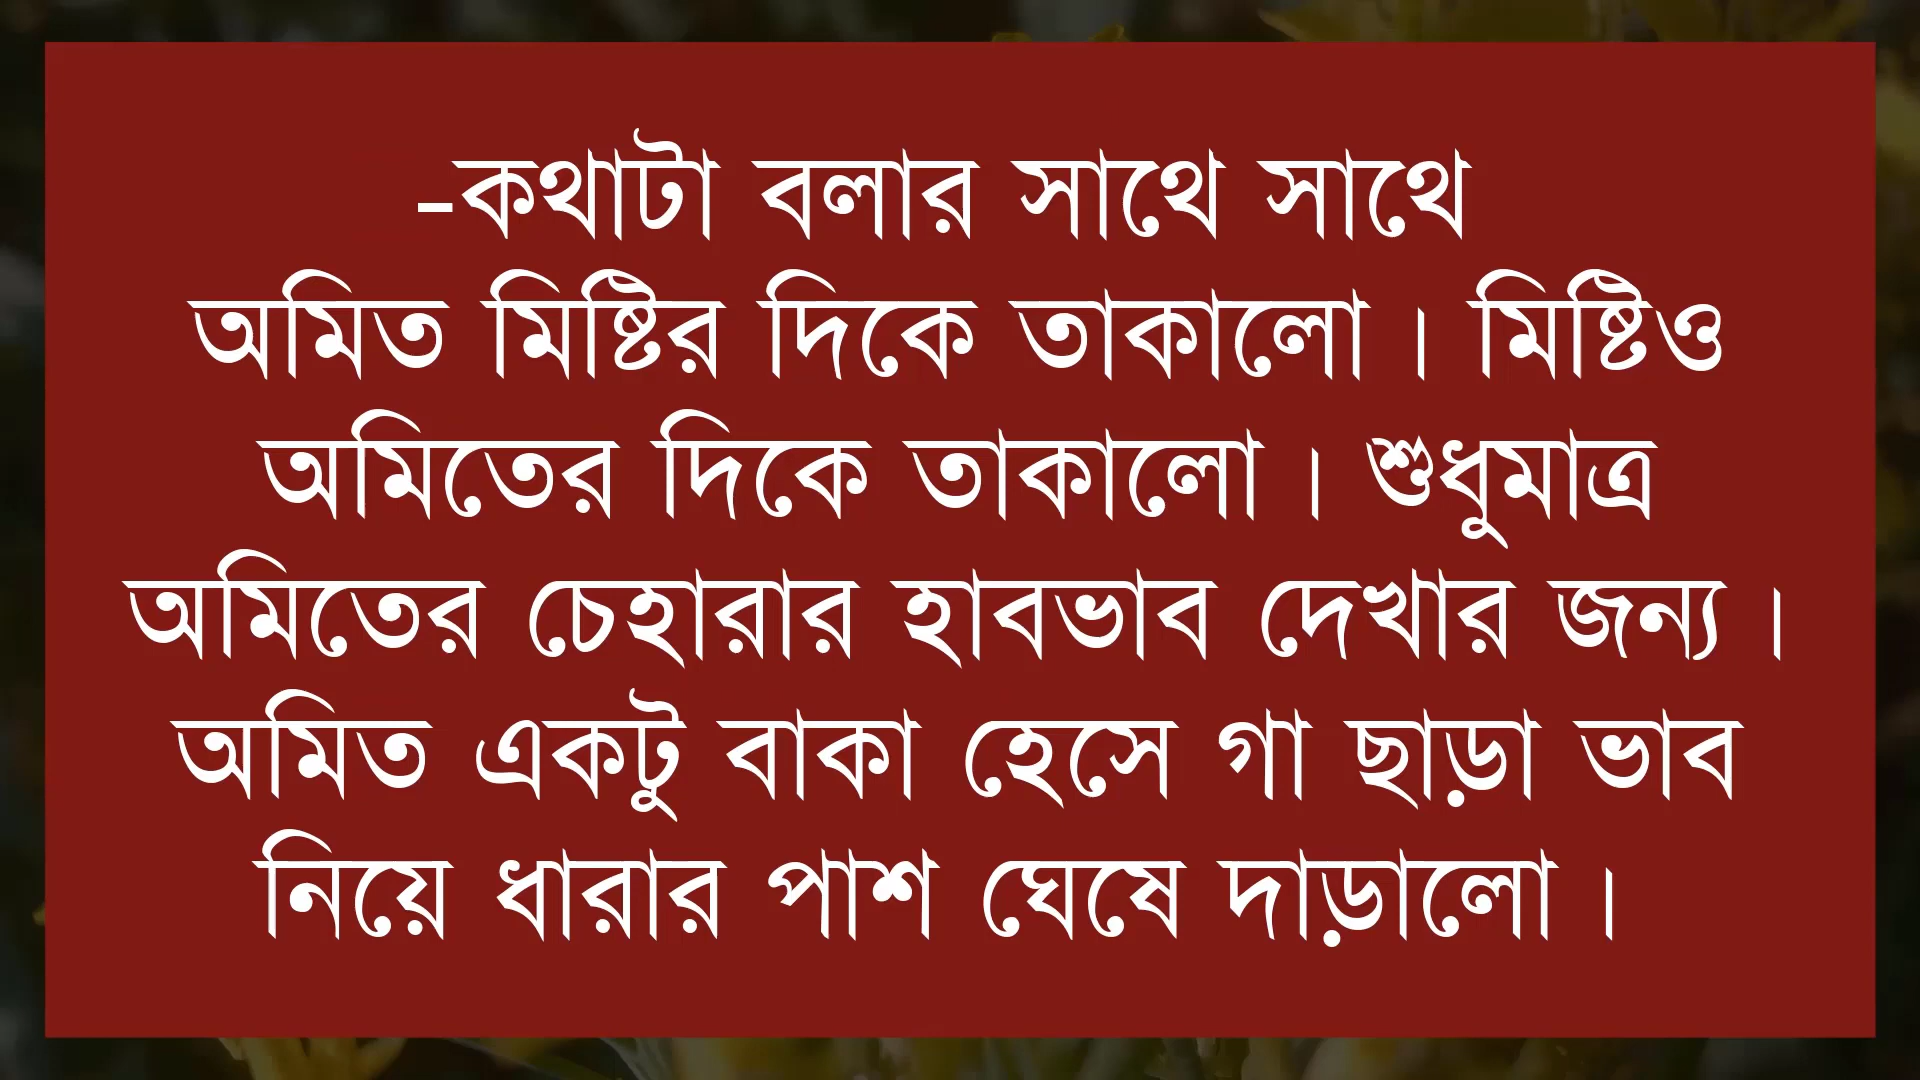 -কথাটা বলার সাথে সাথে
অমিত মিষ্টির দিকে তাকালো । মিষ্টিও
অমিতের দিকে তাকালো । শুধুমাত্র
অমিতের চেহারার হাবভাব দেখার জন্য ।
অমিত একটু বাকা হেসে গা ছাড়া ভাব
নিয়ে ধারার পাশ ঘেষে দাড়ালো ।